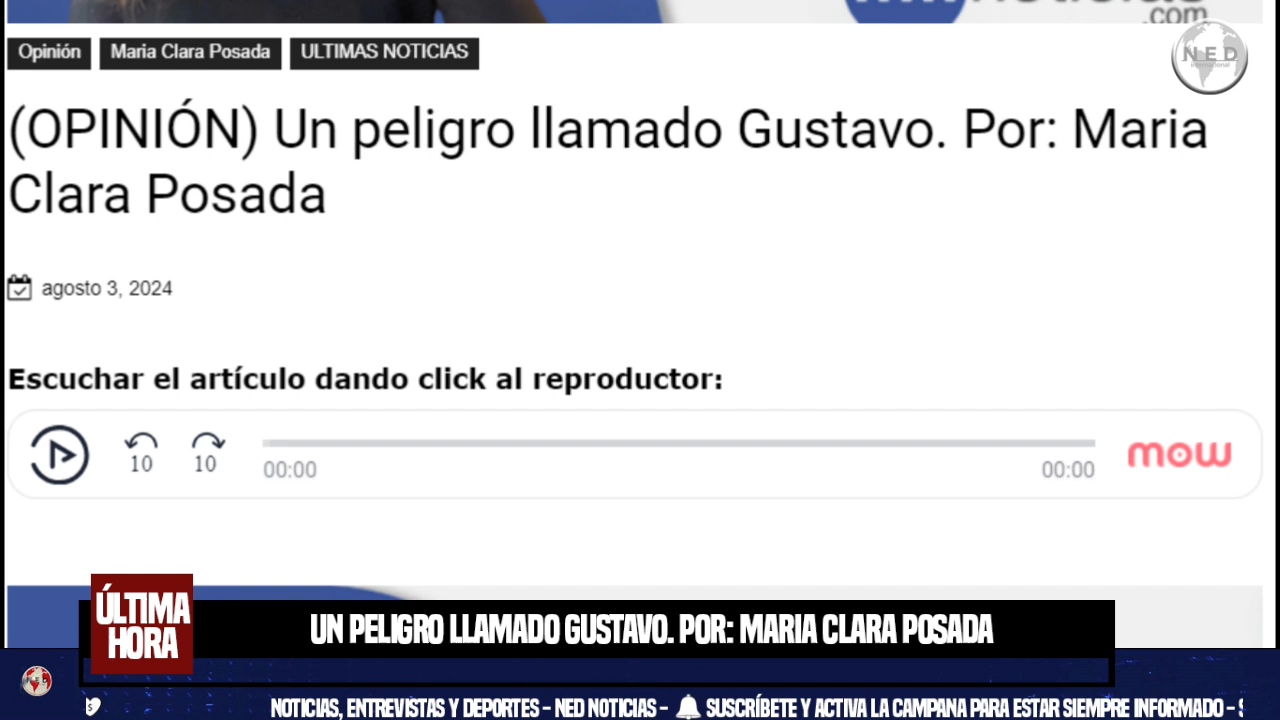 .com
NED
international
Opinión
Maria Clara Posada
ULTIMAS NOTICIAS
(OPINIÓN) Un peligro llamado Gustavo. Por: Maria
Clara Posada
agosto 3, 2024
Escuchar el artículo dando click al reproductor:
10
10
00:00
00:00
mow
ÚLTIMA
HORA
UN PELIGRO LLAMADO GUSTAVO. POR: MARIA CLARA POSADA
NOTICIAS, ENTREVISTAS Y DEPORTES - NED NOTICIAS - SUSCRÍBETE Y ACTIVA LA CAMPANA PARA ESTAR SIEMPRE INFORMADO -